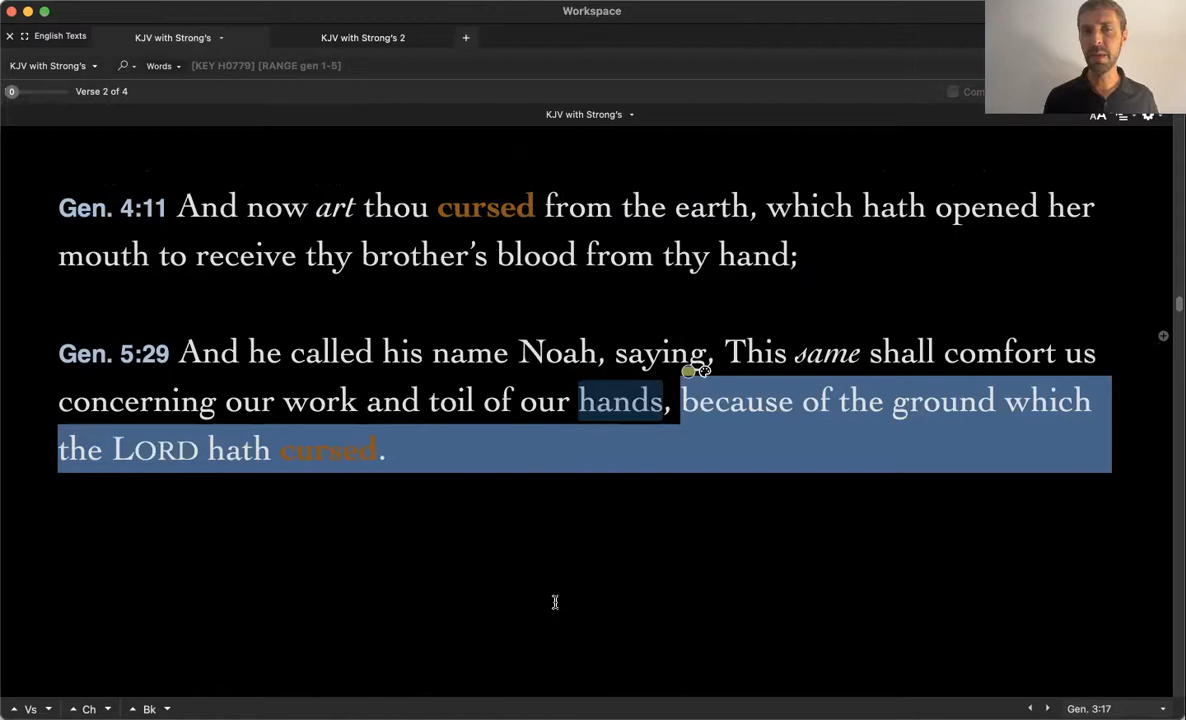 Workspace
English Texts KJV with Strong's KJV with Strong's 2 +
KJV with Strong's Words [KEY H0779] [RANGE gen 1-5]
0 Verse 2 of 4
KJV with Strong's AA
Gen. 4:11 And now art thou cursed from the earth, which hath opened her
mouth to receive thy brother’s blood from thy hand;
Gen. 5:29 And he called his name Noah, saying, This same shall comfort us
concerning our work and toil of our hands, because of the ground which
the LORD hath cursed.
Vs Ch Bk Gen. 3:17